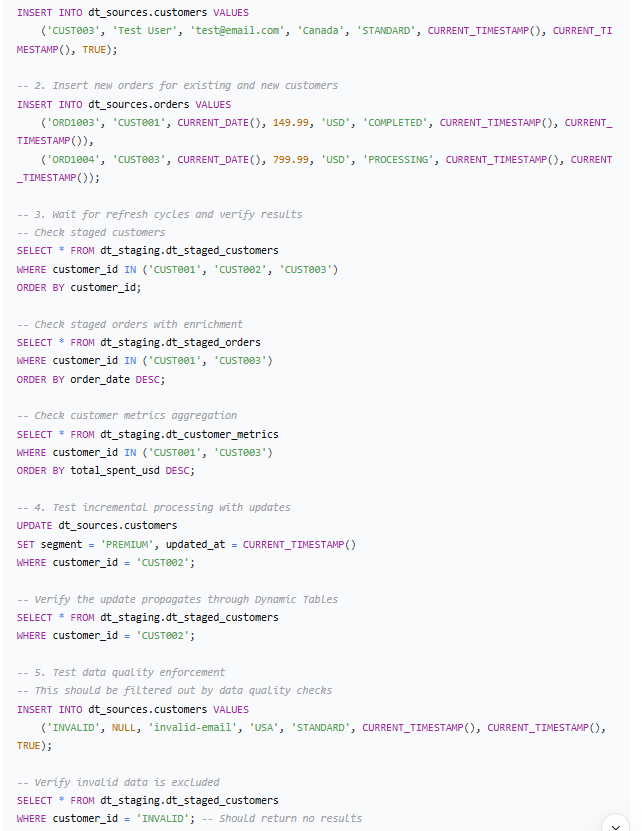 INSERT INTO dt_sources.customers VALUES
('CUST003', 'Test User', 'test@email.com', 'Canada', 'STANDARD', CURRENT_TIMESTAMP(), CURRENT_TI
MESTAMP(), TRUE);
-- 2. Insert new orders for existing and new customers
INSERT INTO dt_sources.orders VALUES
('ORD1003', 'CUST001', CURRENT_DATE(), 149.99, 'USD', 'COMPLETED', CURRENT_TIMESTAMP(), CURRENT_
TIMESTAMP()),
('ORD1004', 'CUST003', CURRENT_DATE(), 799.99, 'USD', 'PROCESSING', CURRENT_TIMESTAMP(), CURRENT
_TIMESTAMP());
-- 3. Wait for refresh cycles and verify results
-- Check staged customers
SELECT * FROM dt_staging.dt_staged_customers
WHERE customer_id IN ('CUST001', 'CUST002', 'CUST003')
ORDER BY customer_id;
-- Check staged orders with enrichment
SELECT * FROM dt_staging.dt_staged_orders
WHERE customer_id IN ('CUST001', 'CUST003')
ORDER BY order_date DESC;
-- Check customer metrics aggregation
SELECT * FROM dt_staging.dt_customer_metrics
WHERE customer_id IN ('CUST001', 'CUST003')
ORDER BY total_spent_usd DESC;
-- 4. Test incremental processing with updates
UPDATE dt_sources.customers
SET segment = 'PREMIUM', updated_at = CURRENT_TIMESTAMP()
WHERE customer_id = 'CUST002';
-- Verify the update propagates through Dynamic Tables
SELECT * FROM dt_staging.dt_staged_customers
WHERE customer_id = 'CUST002';
-- 5. Test data quality enforcement
-- This should be filtered out by data quality checks
INSERT INTO dt_sources.customers VALUES
('INVALID', NULL, 'invalid-email', 'USA', 'STANDARD', CURRENT_TIMESTAMP(), CURRENT_TIMESTAMP(),
TRUE);
-- Verify invalid data is excluded
SELECT * FROM dt_staging.dt_staged_customers
WHERE customer_id = 'INVALID'; -- Should return no results